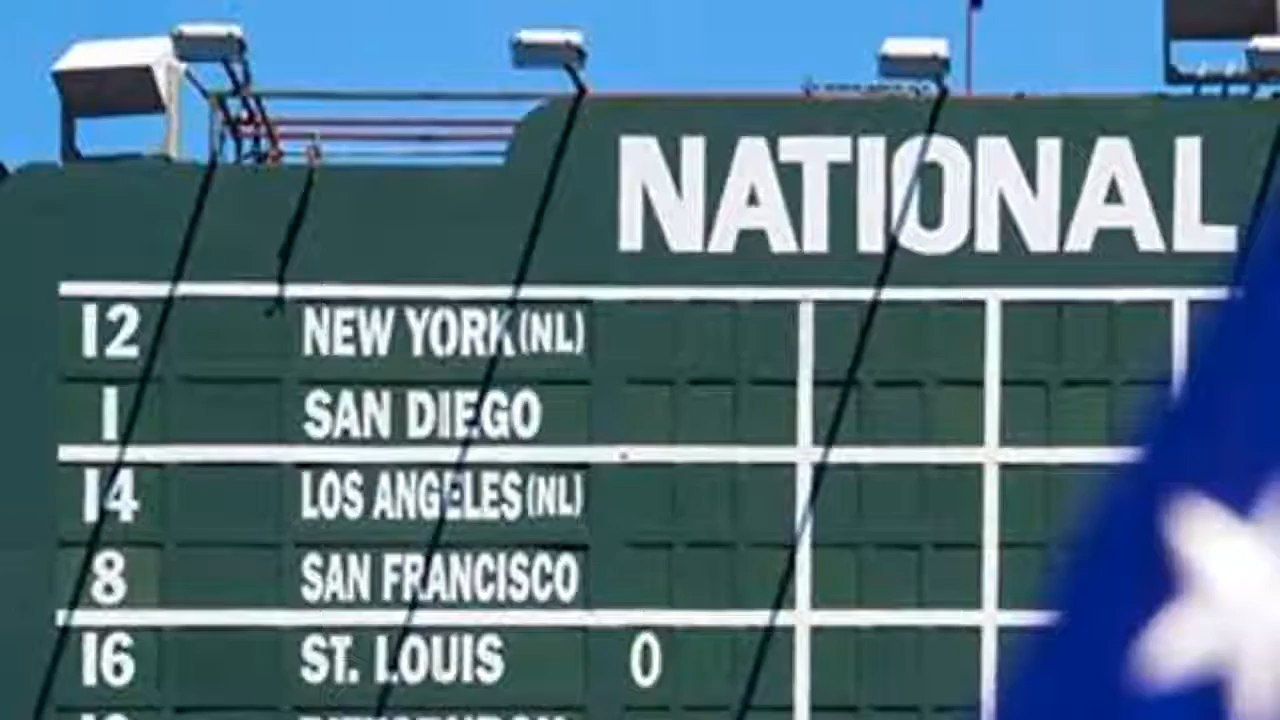 NATIONAL
12 NEW YORK (NL)
1 SAN DIEGO
14 LOS ANGELES (NL)
8 SAN FRANCISCO
16 ST. LOUIS 0